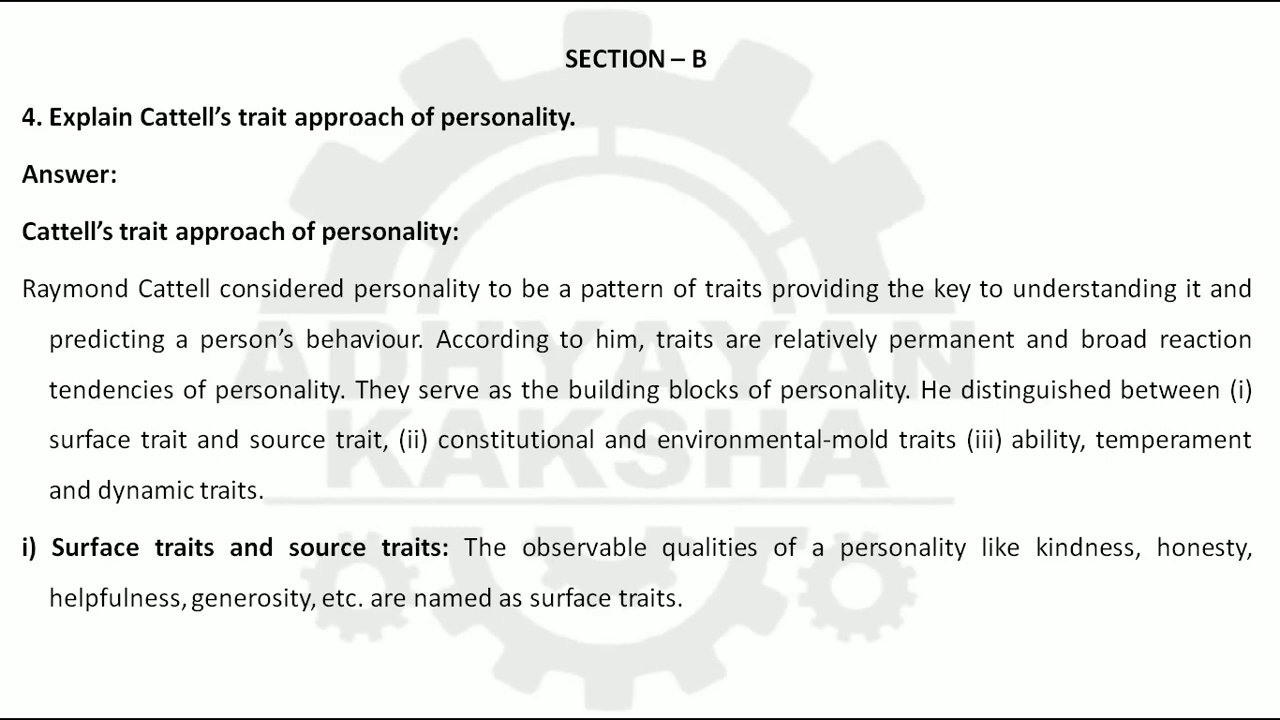 SECTION – B
4. Explain Cattell’s trait approach of personality.
Answer:
Cattell’s trait approach of personality:
Raymond Cattell considered personality to be a pattern of traits providing the key to understanding it and
predicting a person’s behaviour. According to him, traits are relatively permanent and broad reaction
tendencies of personality. They serve as the building blocks of personality. He distinguished between (i)
surface trait and source trait, (ii) constitutional and environmental-mold traits (iii) ability, temperament
and dynamic traits.
i) Surface traits and source traits: The observable qualities of a personality like kindness, honesty,
helpfulness, generosity, etc. are named as surface traits.
ADHYAYAN
KAKSHA